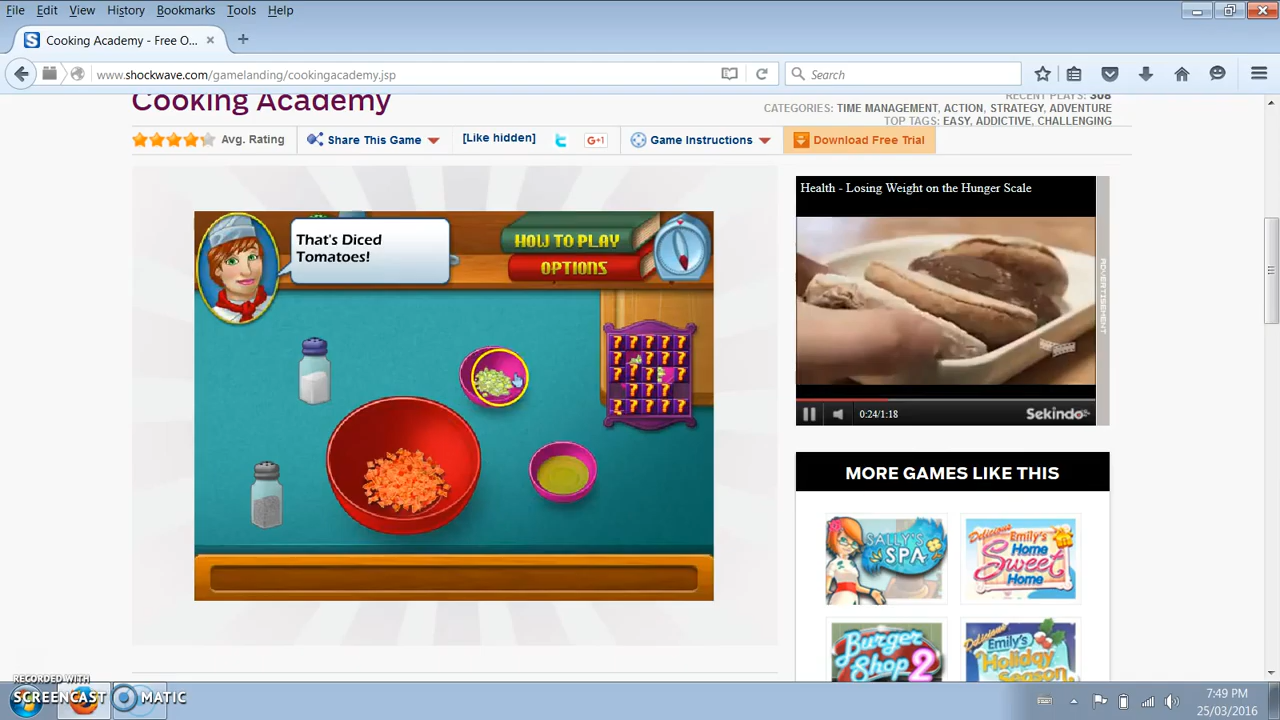 File Edit View History Bookmarks Tools Help
Cooking Academy - Free O...
www.shockwave.com/gamelanding/cookingacademy.jsp
Search
Cooking Academy
RECENT PLAYS: 308
CATEGORIES: TIME MANAGEMENT, ACTION, STRATEGY, ADVENTURE
TOP TAGS: EASY, ADDICTIVE, CHALLENGING
Avg. Rating
Share This Game
[Like hidden]
G+1
Game Instructions
Download Free Trial
That's Diced
Tomatoes!
HOW TO PLAY
OPTIONS
Health - Losing Weight on the Hunger Scale
ADVERTISEMENT
0:24/1:18
Sekindo
MORE GAMES LIKE THIS
SALLY'S
SPA
Delicious
Emily's
Home
Sweet
Home
Burger
Shop 2
Delicious
Emily's
Holiday
Season
RECORDED WITH
SCREENCAST MATIC
7:49 PM
25/03/2016